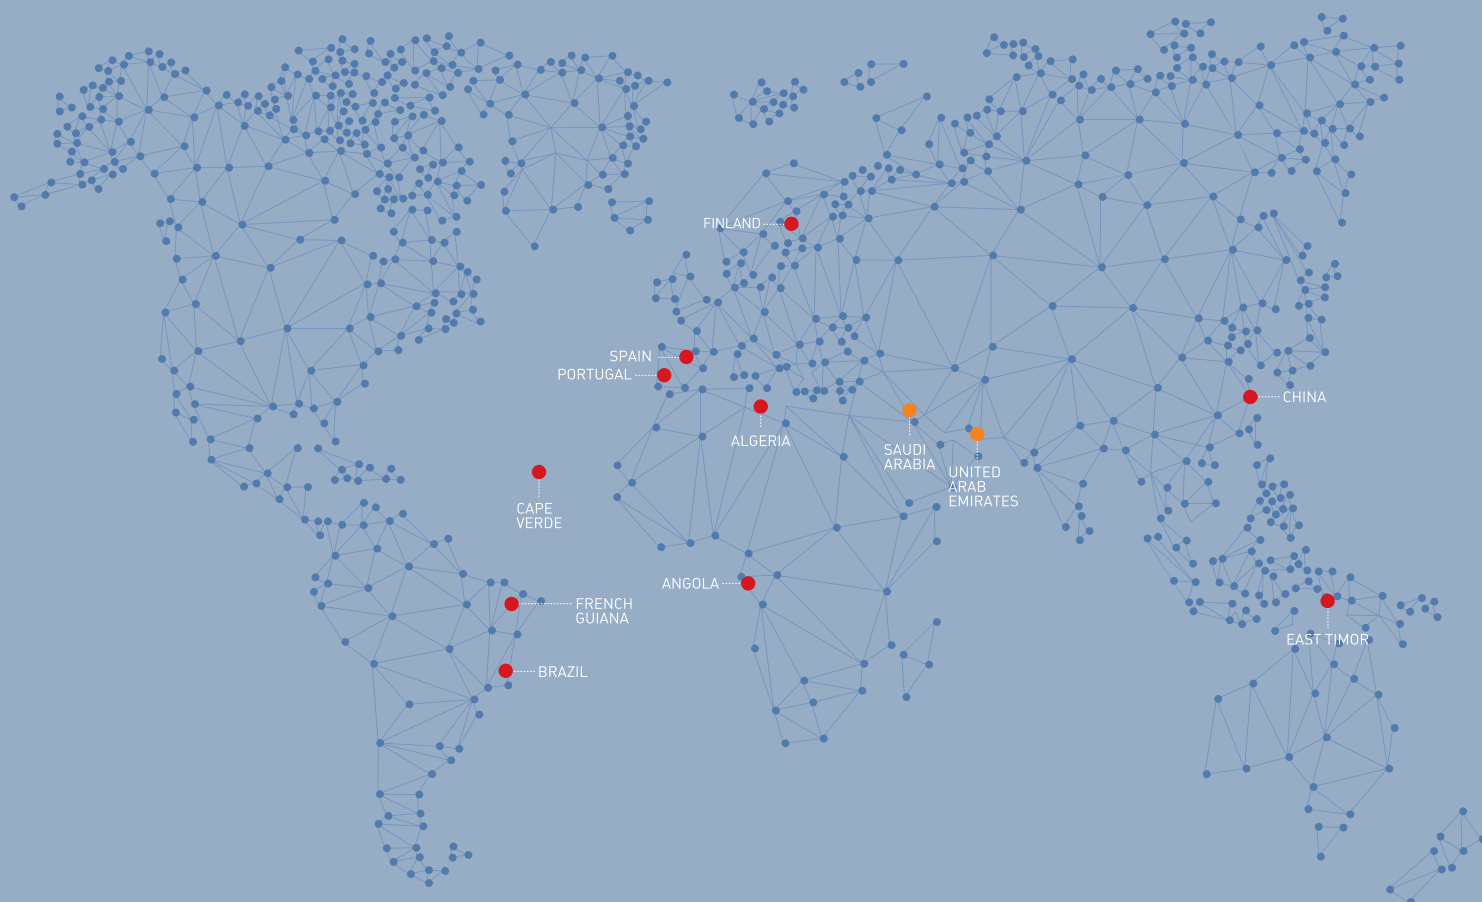 FINLAND
SPAIN
PORTUGAL
CHINA
ALGERIA
SAUDI
ARABIA
UNITED
ARAB
EMIRATES
CAPE
VERDE
ANGOLA
FRENCH
GUIANA
EAST TIMOR
BRAZIL